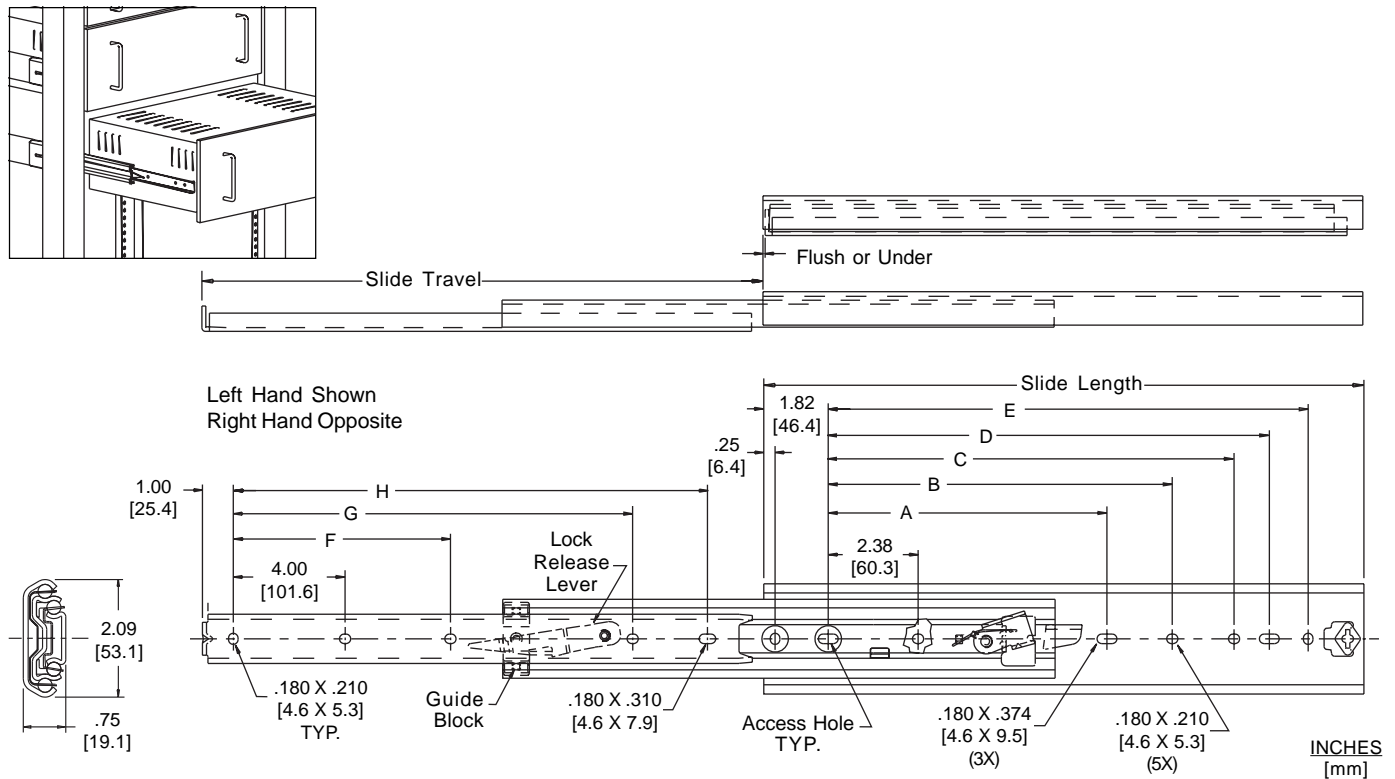 Flush or Under
Slide Travel
Left Hand Shown
Right Hand Opposite
Slide Length
1.82
[46.4]
E
.25
[6.4]
D
C
1.00
[25.4]
H
B
G
A
F
Lock
Release
Lever
2.38
[60.3]
4.00
[101.6]
2.09
[53.1]
.75
[19.1]
.180 X .210
[4.6 X 5.3]
TYP.
Guide
Block
.180 X .310
[4.6 X 7.9]
Access Hole
TYP.
.180 X .374
[4.6 X 9.5]
(3X)
.180 X .210
[4.6 X 5.3]
(5X)
INCHES
[mm]